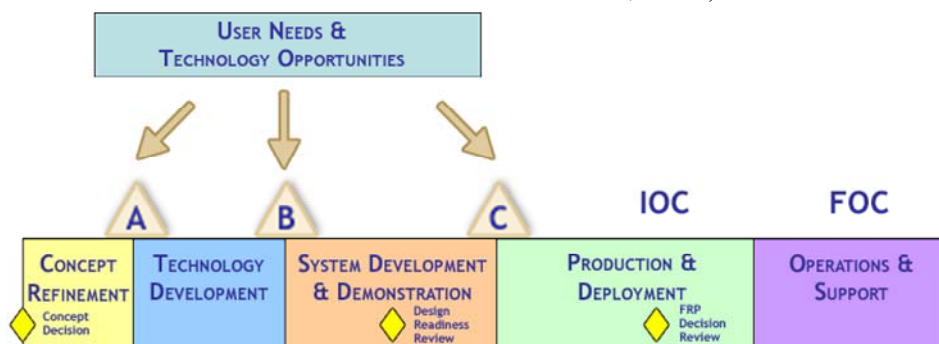 USER NEEDS &
TECHNOLOGY OPPORTUNITIES
A
B
C
IOC
FOC
CONCEPT
REFINEMENT
Concept
Decision
TECHNOLOGY
DEVELOPMENT
SYSTEM DEVELOPMENT
& DEMONSTRATION
Design
Readiness
Review
PRODUCTION &
DEPLOYMENT
FRP
Decision
Review
OPERATIONS &
SUPPORT